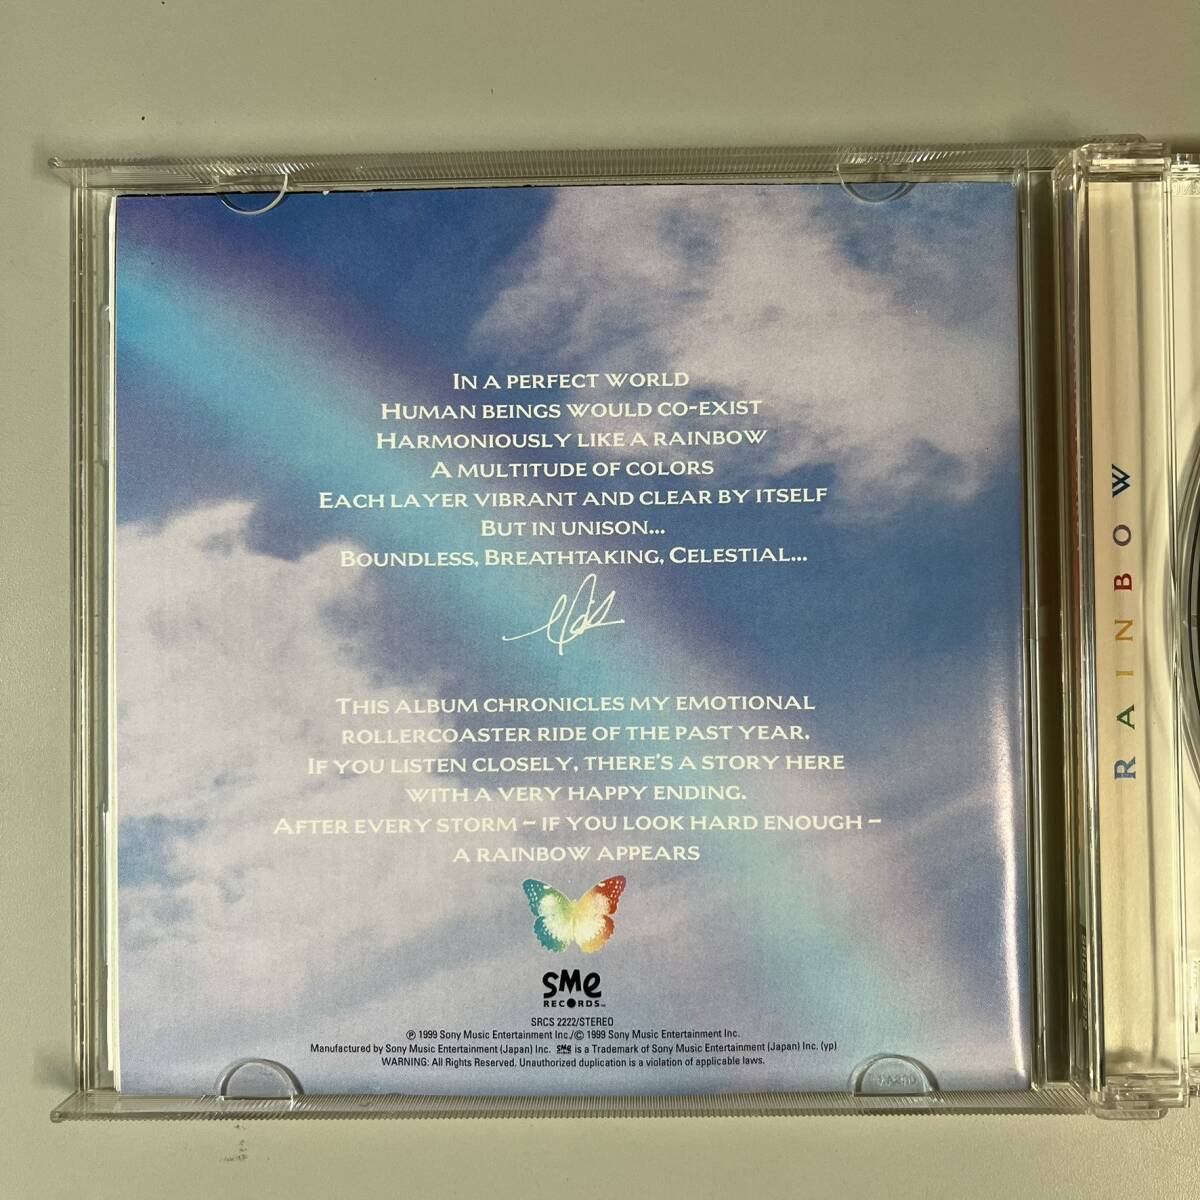 IN A PERFECT WORLD
HUMAN BEINGS WOULD CO-EXIST
HARMONIOUSLY LIKE A RAINBOW
A MULTITUDE OF COLORS
EACH LAYER VIBRANT AND CLEAR BY ITSELF
BUT IN UNISON...
BOUNDLESS, BREATHTAKING, CELESTIAL...
THIS ALBUM CHRONICLES MY EMOTIONAL
ROLLERCOASTER RIDE OF THE PAST YEAR.
IF YOU LISTEN CLOSELY, THERE'S A STORY HERE
WITH A VERY HAPPY ENDING.
AFTER EVERY STORM – IF YOU LOOK HARD ENOUGH –
A RAINBOW APPEARS
SMe
RECORDS
SRCS 2222/STEREO
℗ 1999 Sony Music Entertainment Inc./© 1999 Sony Music Entertainment Inc.
Manufactured by Sony Music Entertainment (Japan) Inc. SMe is a Trademark of Sony Music Entertainment (Japan) Inc. (yp)
WARNING: All Rights Reserved. Unauthorized duplication is a violation of applicable laws.
RAINBOW